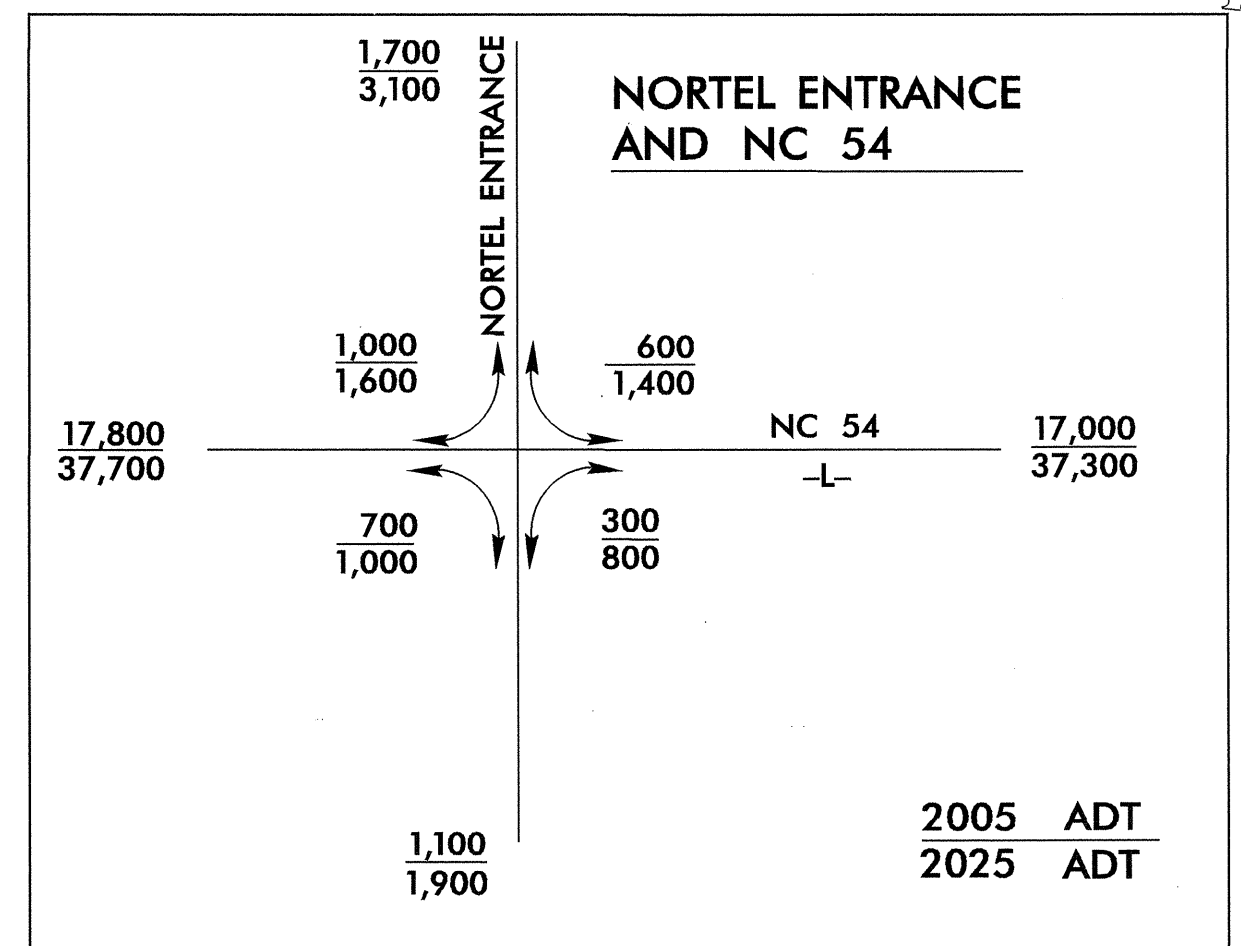 1,700
3,100
NORTEL ENTRANCE
NORTEL ENTRANCE
AND NC 54
1,000
1,600
600
1,400
17,800
37,700
NC 54
-L-
17,000
37,300
700
1,000
300
800
1,100
1,900
2005 ADT
2025 ADT